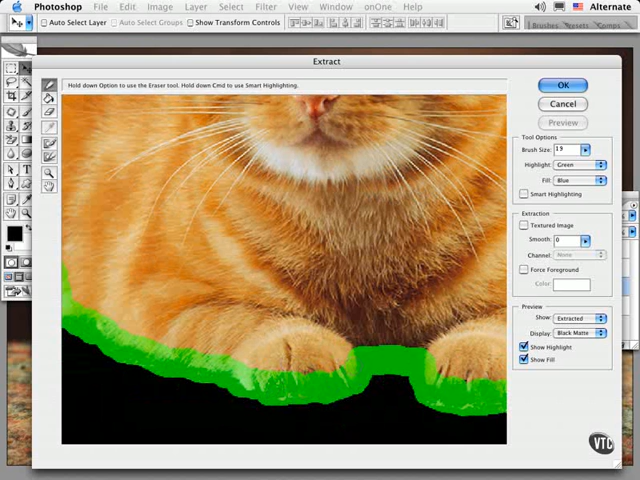 Photoshop File Edit Image Layer Select Filter View Window onOne Help Alternate
Auto Select Layer Auto Select Groups Show Transform Controls
Brushes Presets Comps
Extract
Hold down Option to use the Eraser tool. Hold down Cmd to use Smart Highlighting.
OK
Cancel
Preview
Tool Options
Brush Size: 19
Highlight: Green
Fill: Blue
Smart Highlighting
Extraction
Textured Image
Smooth: 0
Channel: None
Force Foreground
Color:
Preview
Show: Extracted
Display: Black Matte
Show Highlight
Show Fill
VTC